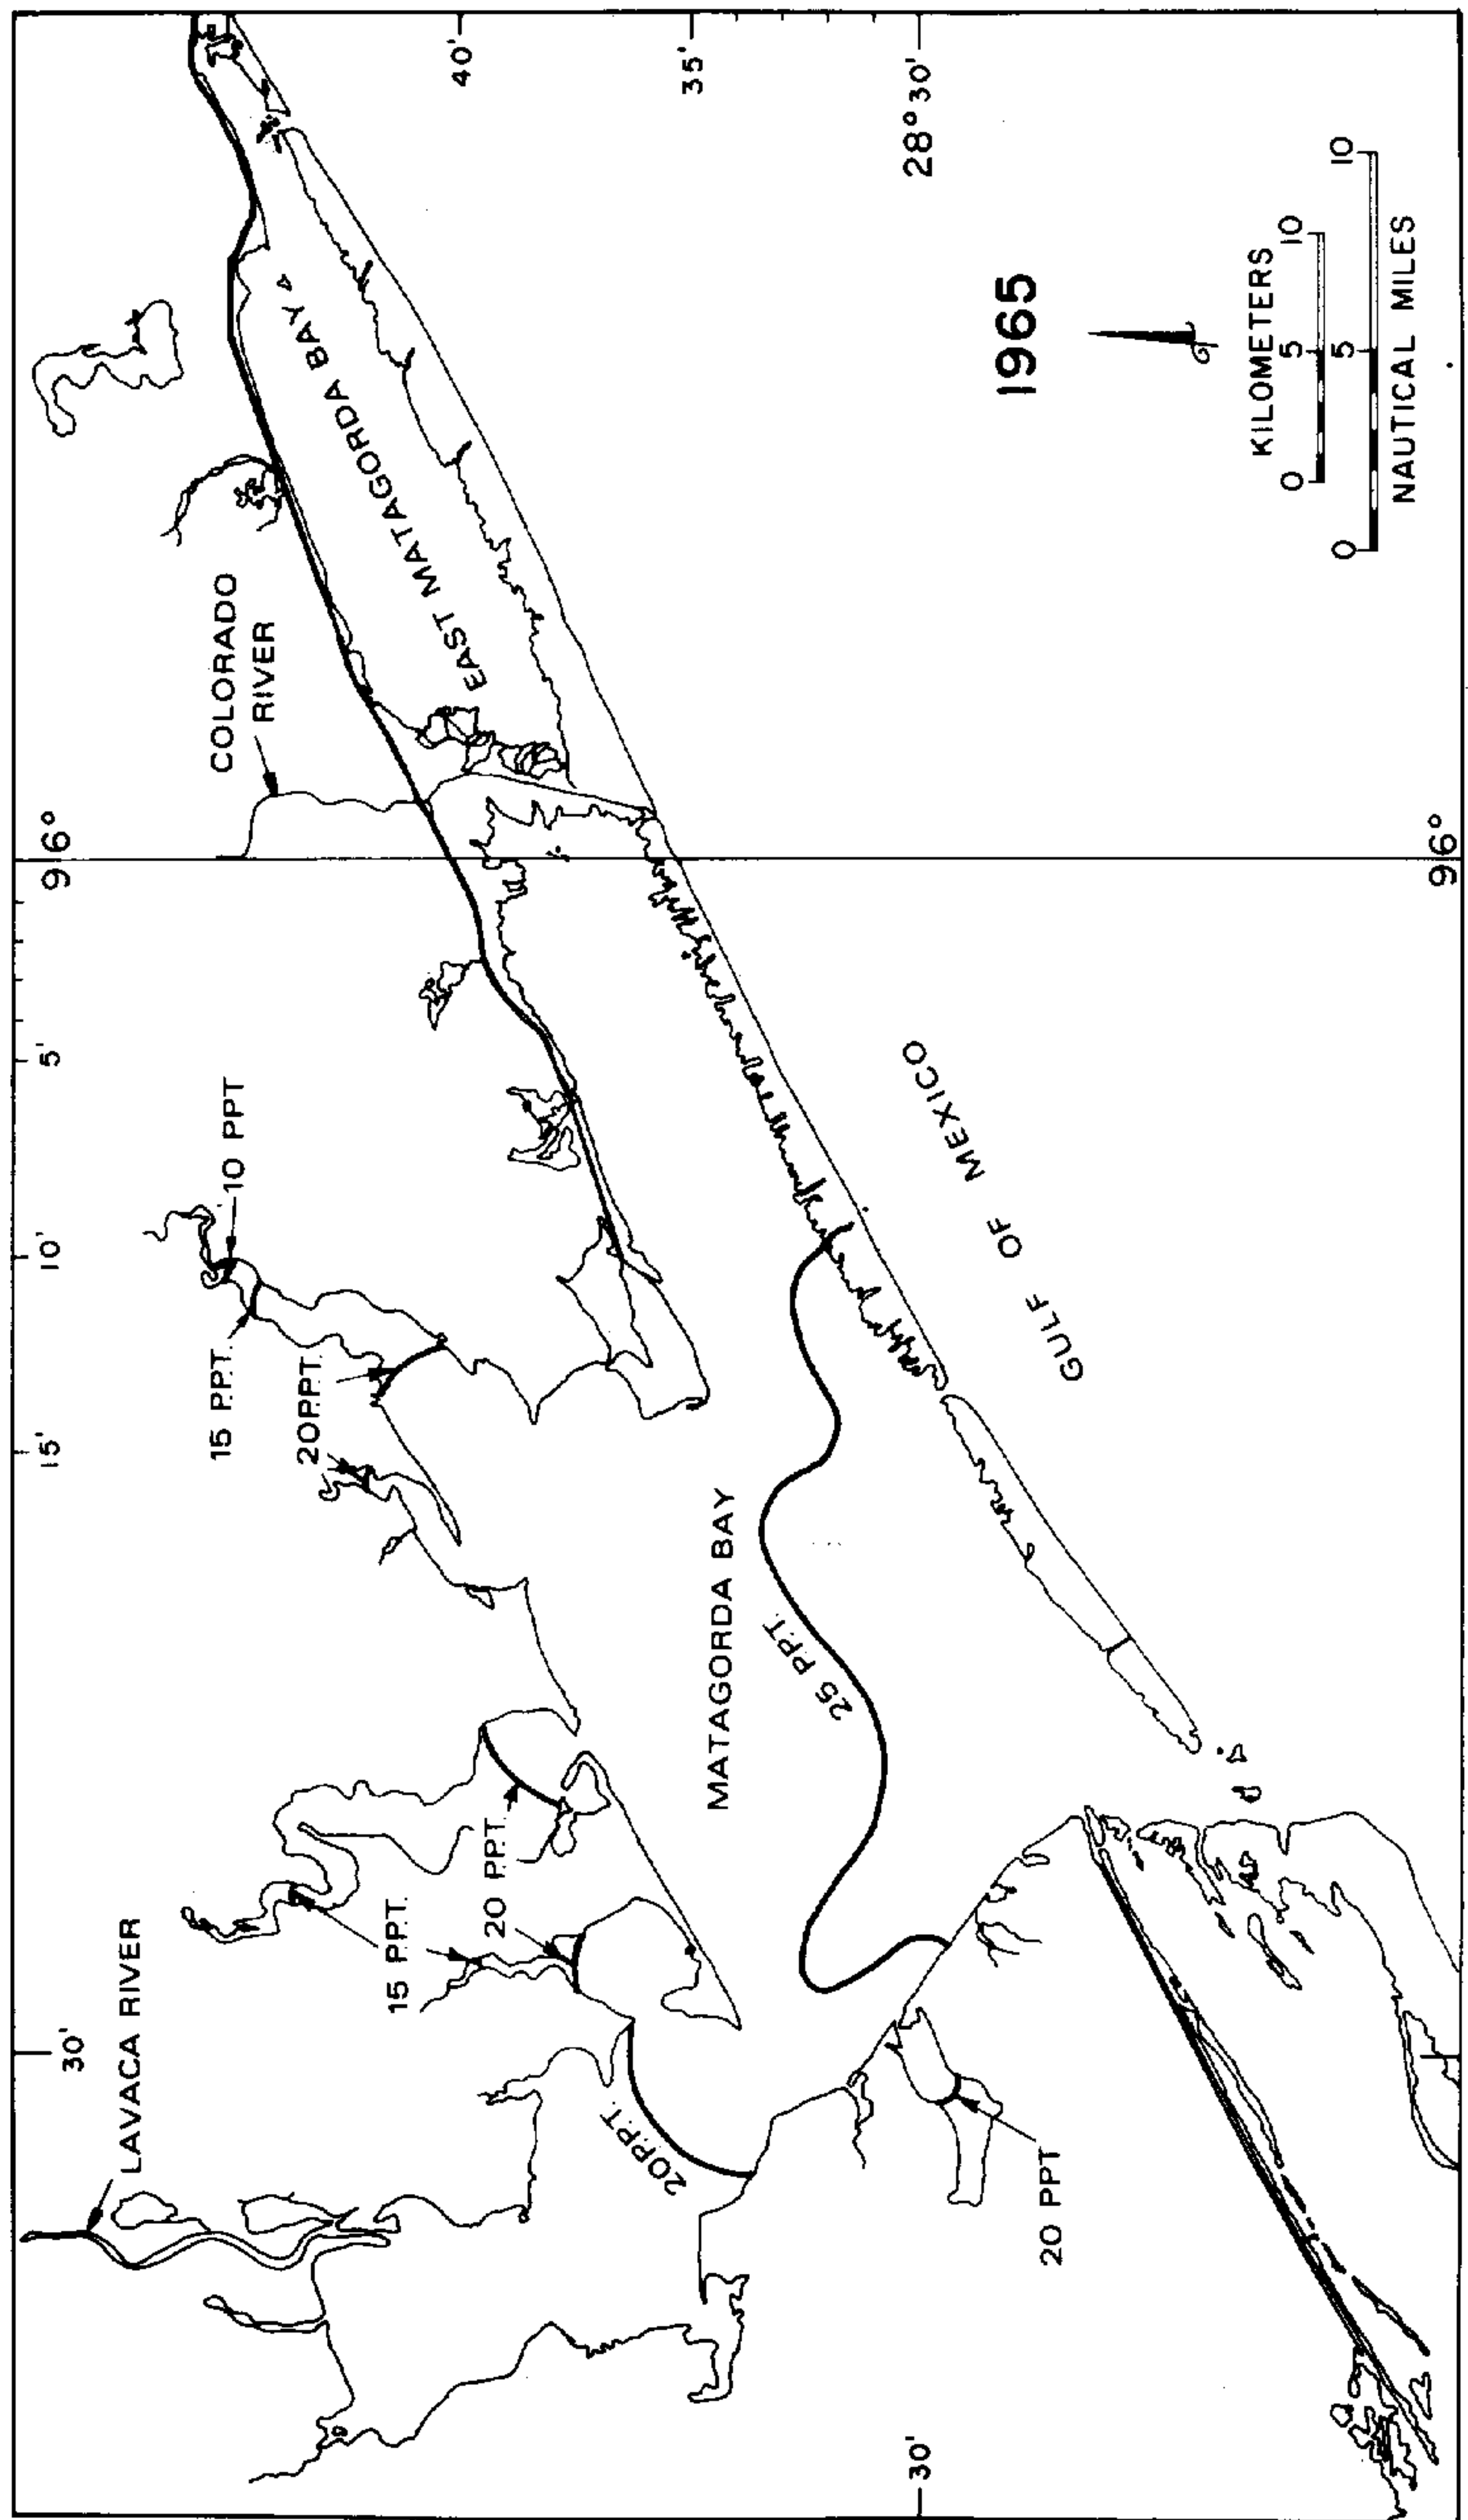 LAVACA RIVER
30'
15'
10'
5'
96°
15 P.P.T.
10 PPT
COLORADO
RIVER
20P.P.T.
15 P.P.T.
20 P.P.T.
40'
EAST MATAGORDA BAY
20P.P.T.
MATAGORDA BAY
35'
25 P.P.T.
30'
20 PPT
GULF OF MEXICO
28°30'
1965
KILOMETERS
0 5 10
0 5 10
NAUTICAL MILES
96°